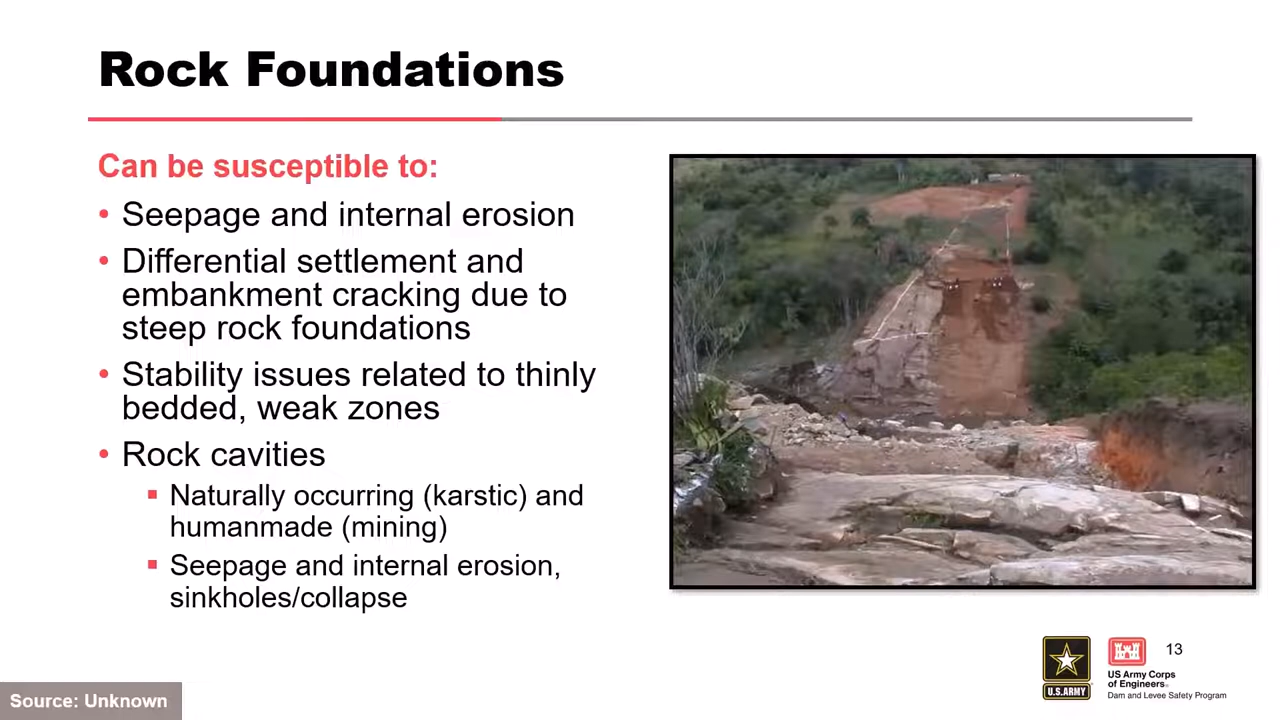 Rock Foundations
Can be susceptible to:
• Seepage and internal erosion
• Differential settlement and
embankment cracking due to
steep rock foundations
• Stability issues related to thinly
bedded, weak zones
• Rock cavities
▪ Naturally occurring (karstic) and
humanmade (mining)
▪ Seepage and internal erosion,
sinkholes/collapse
13
U.S.ARMY
US Army Corps
of Engineers®
Dam and Levee Safety Program
Source: Unknown